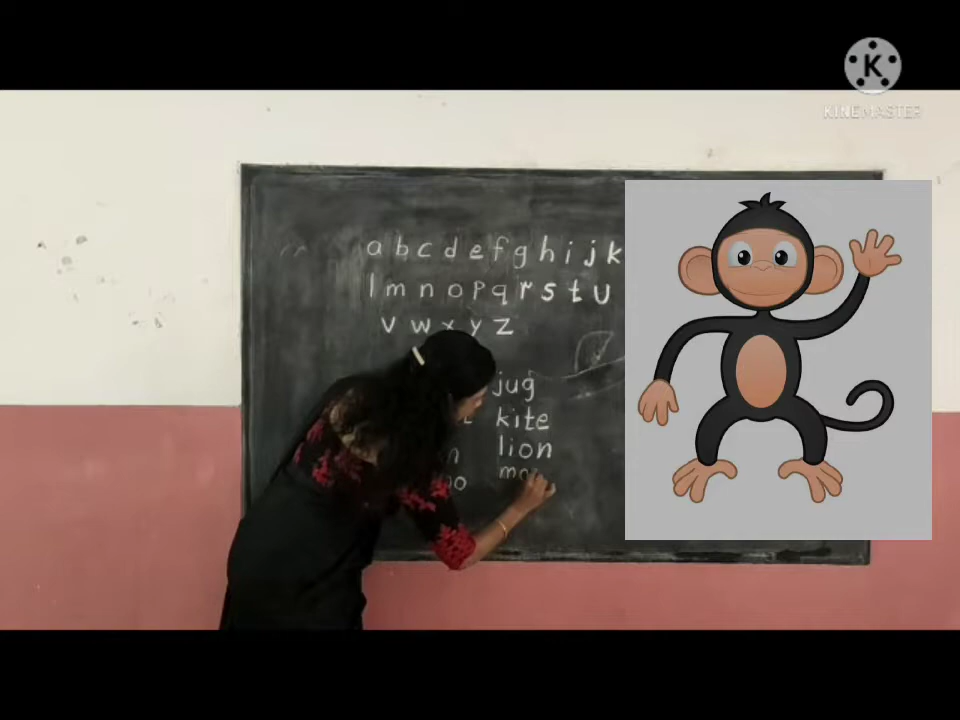 K
KINEMASTER
a b c d e f g h i j k
l m n o p q r s t u
v w x y z
jug
kite
lion